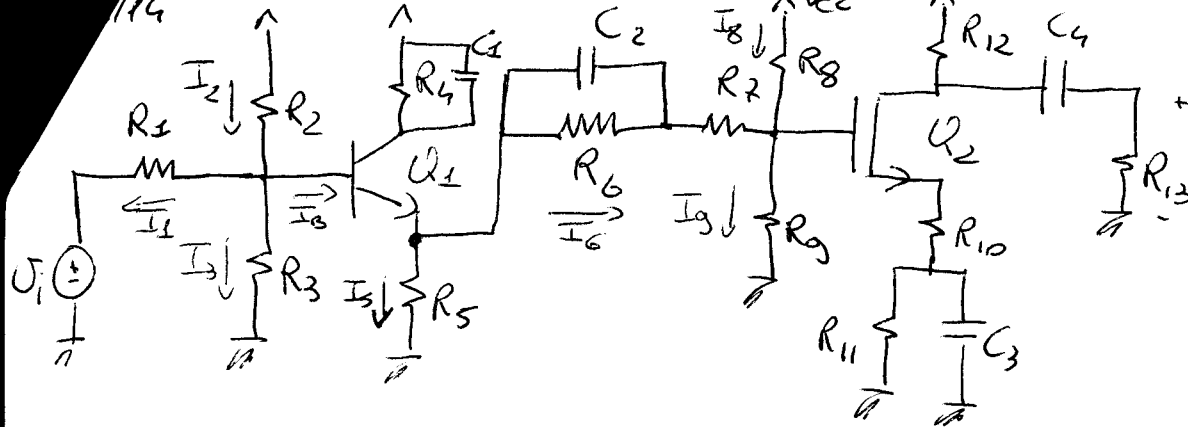 /14
I2 R2
R1
I1 IB
Vi
I3 R3
R4 C1
Q1
I5 R5
C2
R6
I6
R7
I8 R8
I9 R9
Q2
R12
C4
+
R13
-
R10
R11 C3